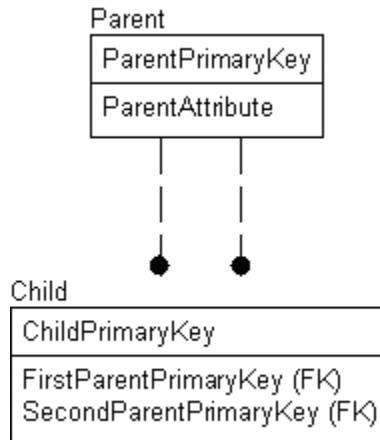 Parent
ParentPrimaryKey
ParentAttribute
Child
ChildPrimaryKey
FirstParentPrimaryKey (FK)
SecondParentPrimaryKey (FK)